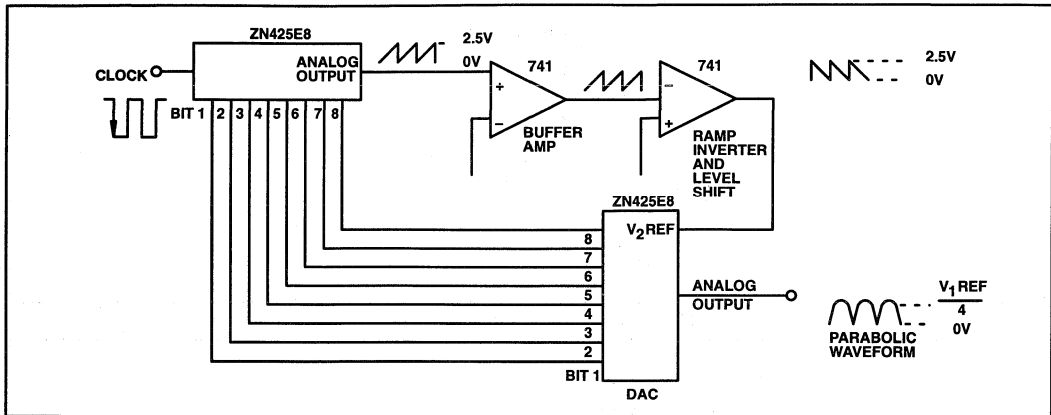 ZN425E8
CLOCK
ANALOG
OUTPUT
2.5V
0V
BIT 1 2 3 4 5 6 7 8
741
+
−
BUFFER
AMP
741
−
+
RAMP
INVERTER
AND
LEVEL
SHIFT
2.5V
0V
ZN425E8
V2REF
8
7
6
5
4
3
2
BIT 1
DAC
ANALOG
OUTPUT
V1REF
4
0V
PARABOLIC
WAVEFORM